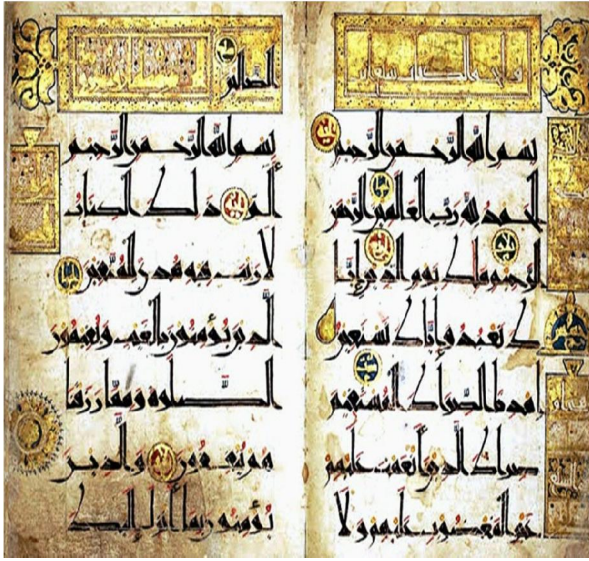 بسم الله الرحمن الرحيم
الحمد لله رب العالمين الرحمن
الرحيم ملك يوم الدين إيا
ك نعبد وإياك نستعين
اهدنا الصراط المستقيم
صراط الذين أنعمت عليهم
غير المغضوب عليهم ولا
الضالين
بسم الله الرحمن الرحيم
الم ذلك الكتاب
لا ريب فيه هدى للمتقين
الذين يؤمنون بالغيب ويقيمون
الصلوة ومما رزقنا
هم ينفقون والذين
يؤمنون بما أنزل إليك